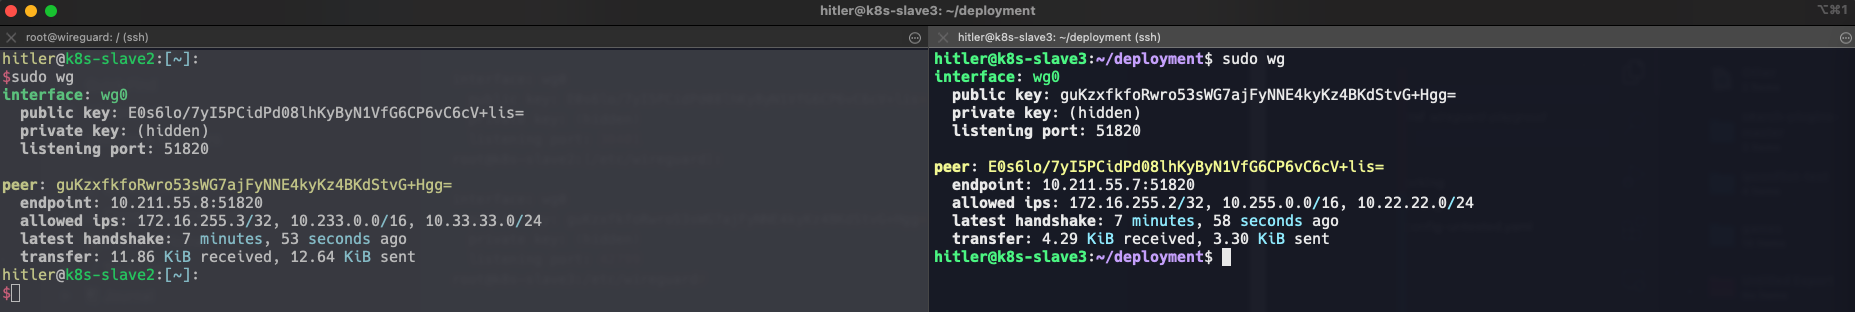 hitler@k8s-slave3: ~/deployment
⌥⌘1
root@wireguard: / (ssh)
hitler@k8s-slave2:[~]:
$sudo wg
interface: wg0
  public key: E0s6lo/7yI5PCidPd08lhKyByN1VfG6CP6vC6cV+lis=
  private key: (hidden)
  listening port: 51820
peer: guKzxfkfoRwro53sWG7ajFyNNE4kyKz4BKdStvG+Hgg=
  endpoint: 10.211.55.8:51820
  allowed ips: 172.16.255.3/32, 10.233.0.0/16, 10.33.33.0/24
  latest handshake: 7 minutes, 53 seconds ago
  transfer: 11.86 KiB received, 12.64 KiB sent
hitler@k8s-slave2:[~]:
$
hitler@k8s-slave3: ~/deployment (ssh)
hitler@k8s-slave3:~/deployment$ sudo wg
interface: wg0
  public key: guKzxfkfoRwro53sWG7ajFyNNE4kyKz4BKdStvG+Hgg=
  private key: (hidden)
  listening port: 51820
peer: E0s6lo/7yI5PCidPd08lhKyByN1VfG6CP6vC6cV+lis=
  endpoint: 10.211.55.7:51820
  allowed ips: 172.16.255.2/32, 10.255.0.0/16, 10.22.22.0/24
  latest handshake: 7 minutes, 58 seconds ago
  transfer: 4.29 KiB received, 3.30 KiB sent
hitler@k8s-slave3:~/deployment$